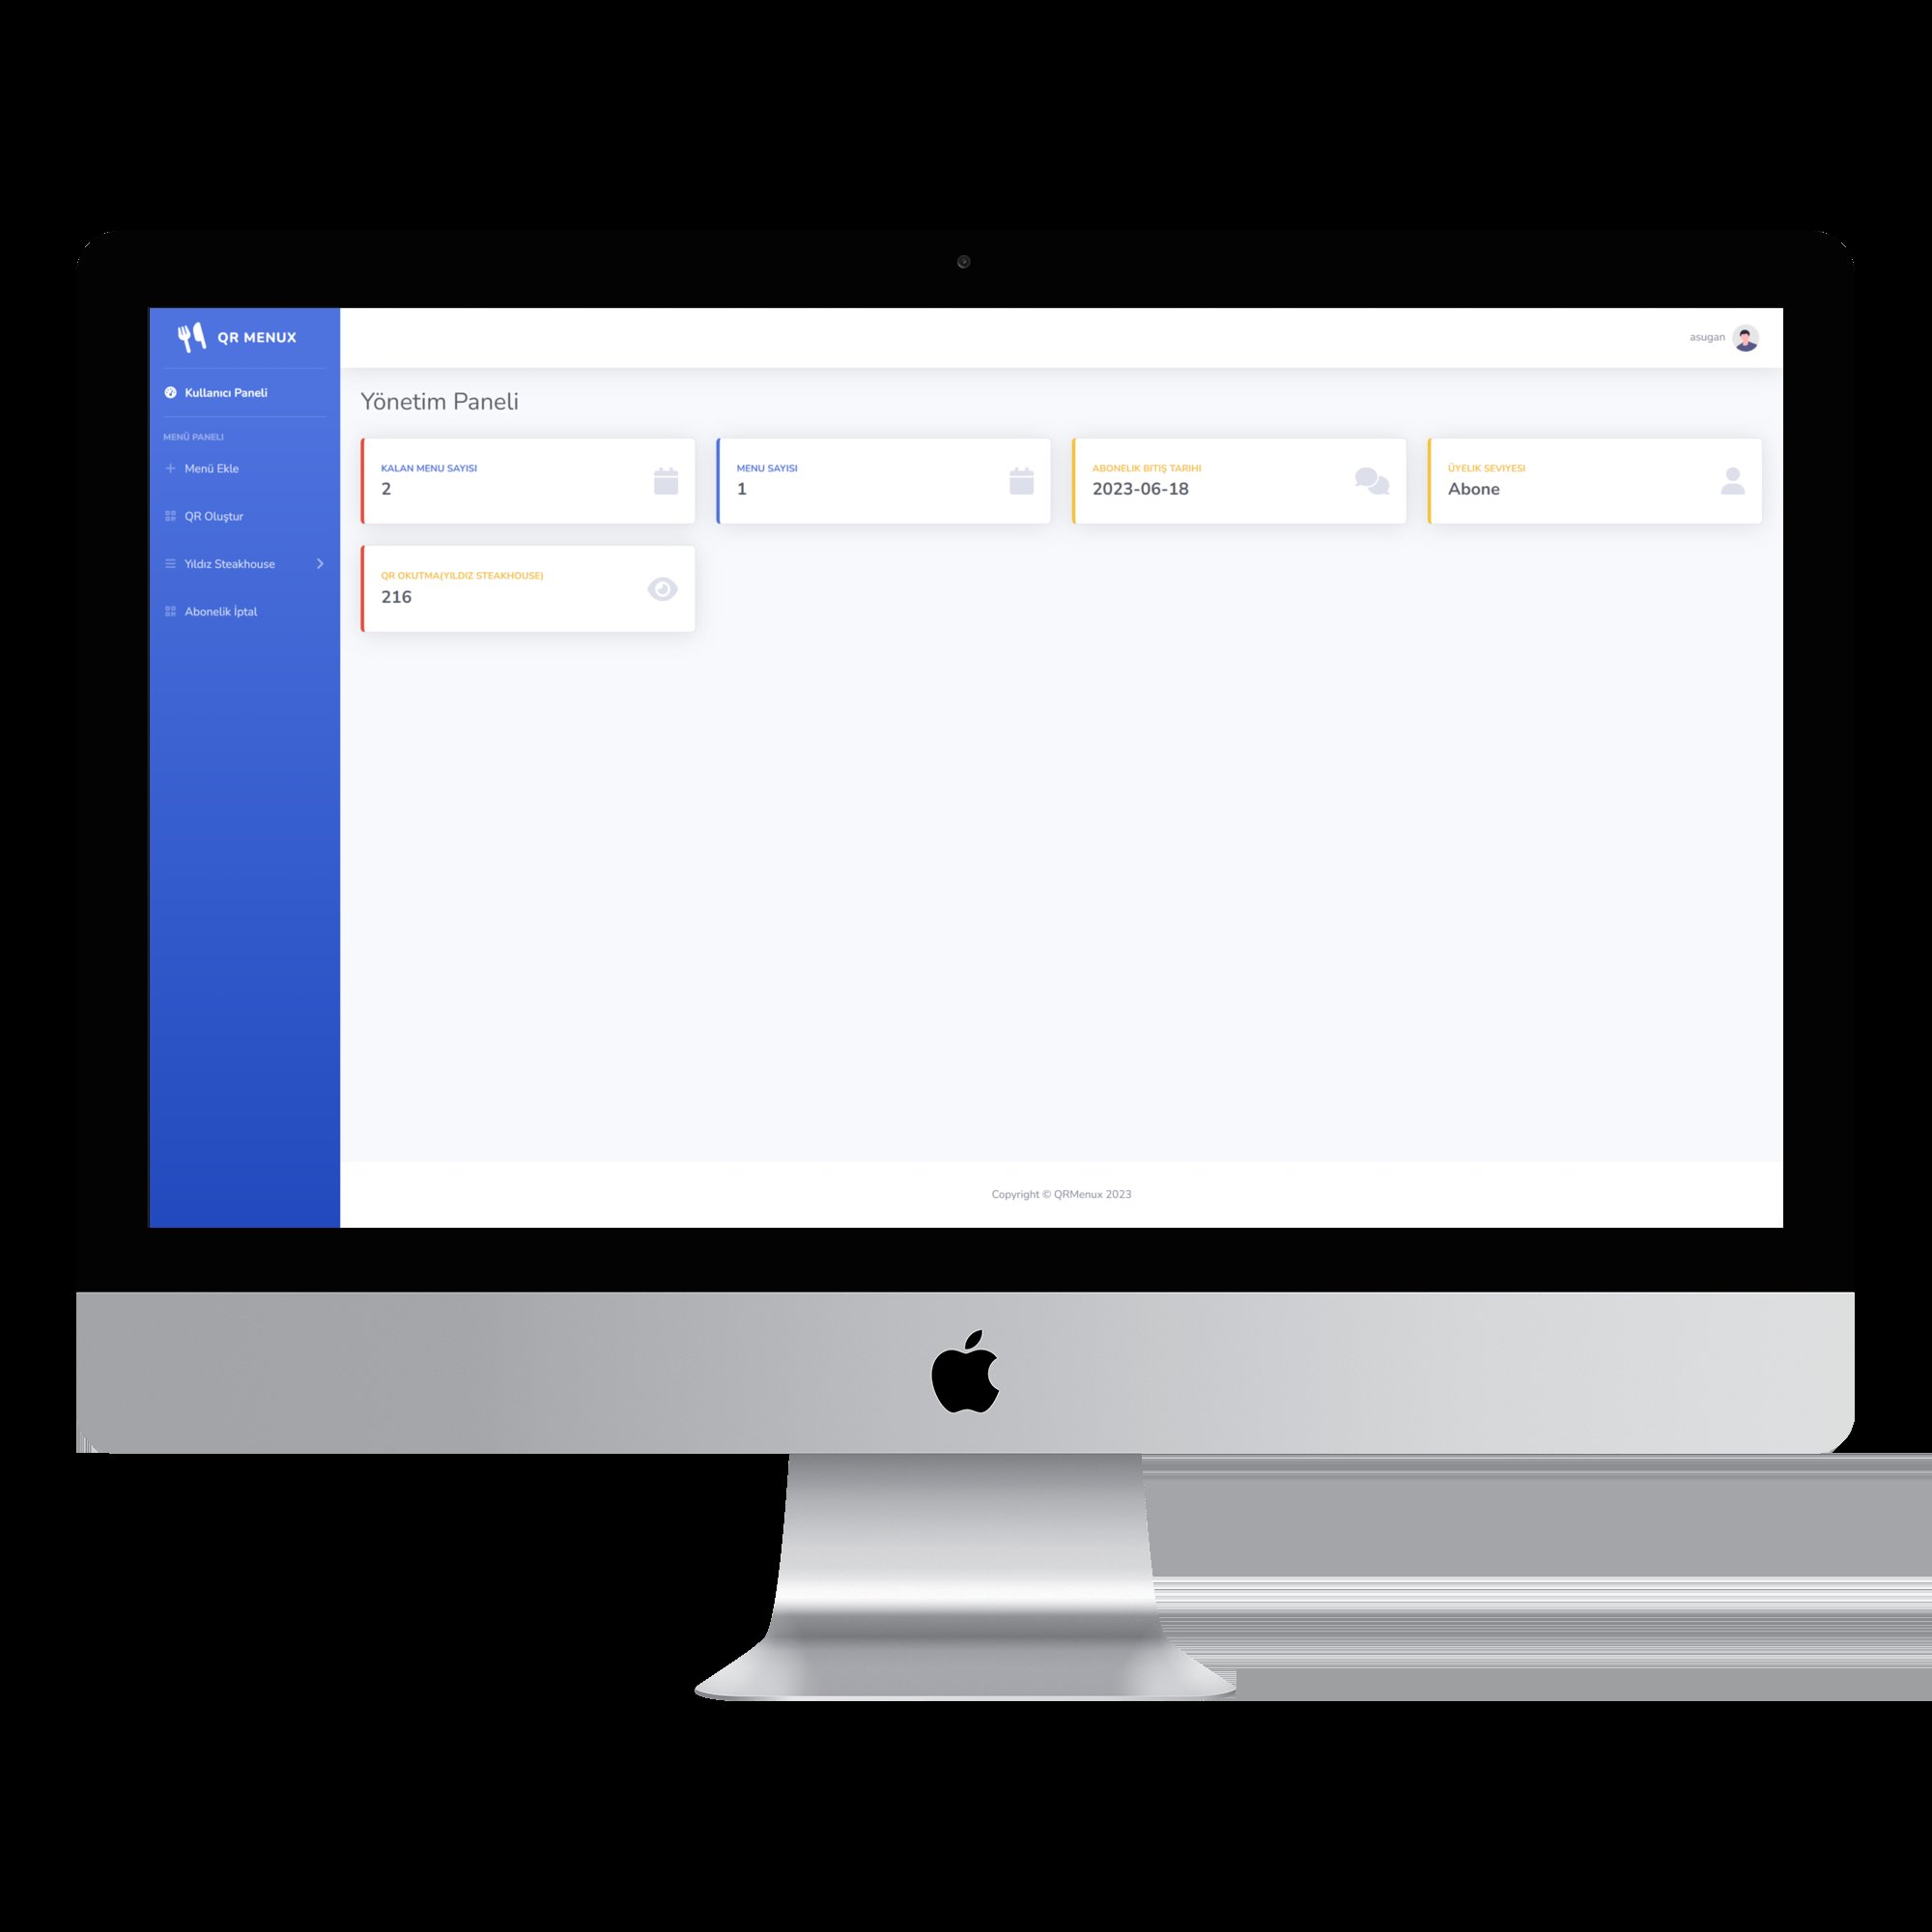 QR MENUX
asugan
Kullanıcı Paneli
MENÜ PANELI
Menü Ekle
QR Oluştur
Yıldız Steakhouse
Abonelik İptal
Yönetim Paneli
KALAN MENU SAYISI
2
MENU SAYISI
1
ABONELIK BITIŞ TARIHI
2023-06-18
ÜYELIK SEVIYESI
Abone
QR OKUTMA(YILDIZ STEAKHOUSE)
216
Copyright © QRMenux 2023